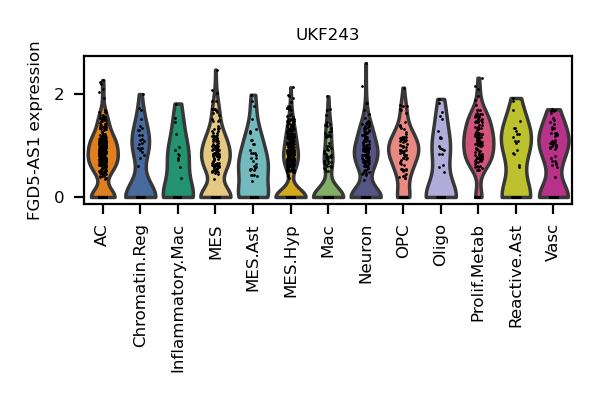 UKF243
FGD5-AS1 expression
2
0
AC
Chromatin.Reg
Inflammatory.Mac
MES
MES.Ast
MES.Hyp
Mac
Neuron
OPC
Oligo
Prolif.Metab
Reactive.Ast
Vasc